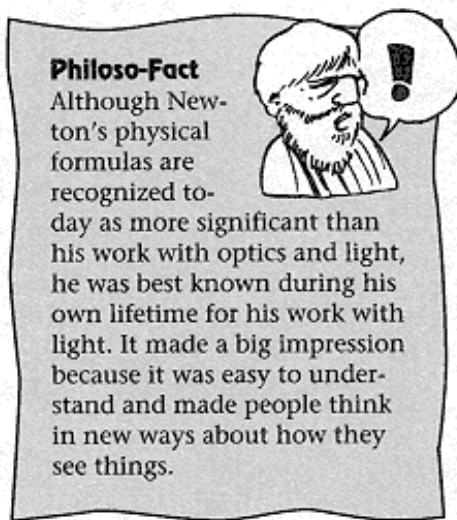 Philoso-Fact
Although New-
ton's physical
formulas are
recognized to-
day as more significant than
his work with optics and light,
he was best known during his
own lifetime for his work with
light. It made a big impression
because it was easy to under-
stand and made people think
in new ways about how they
see things.
!